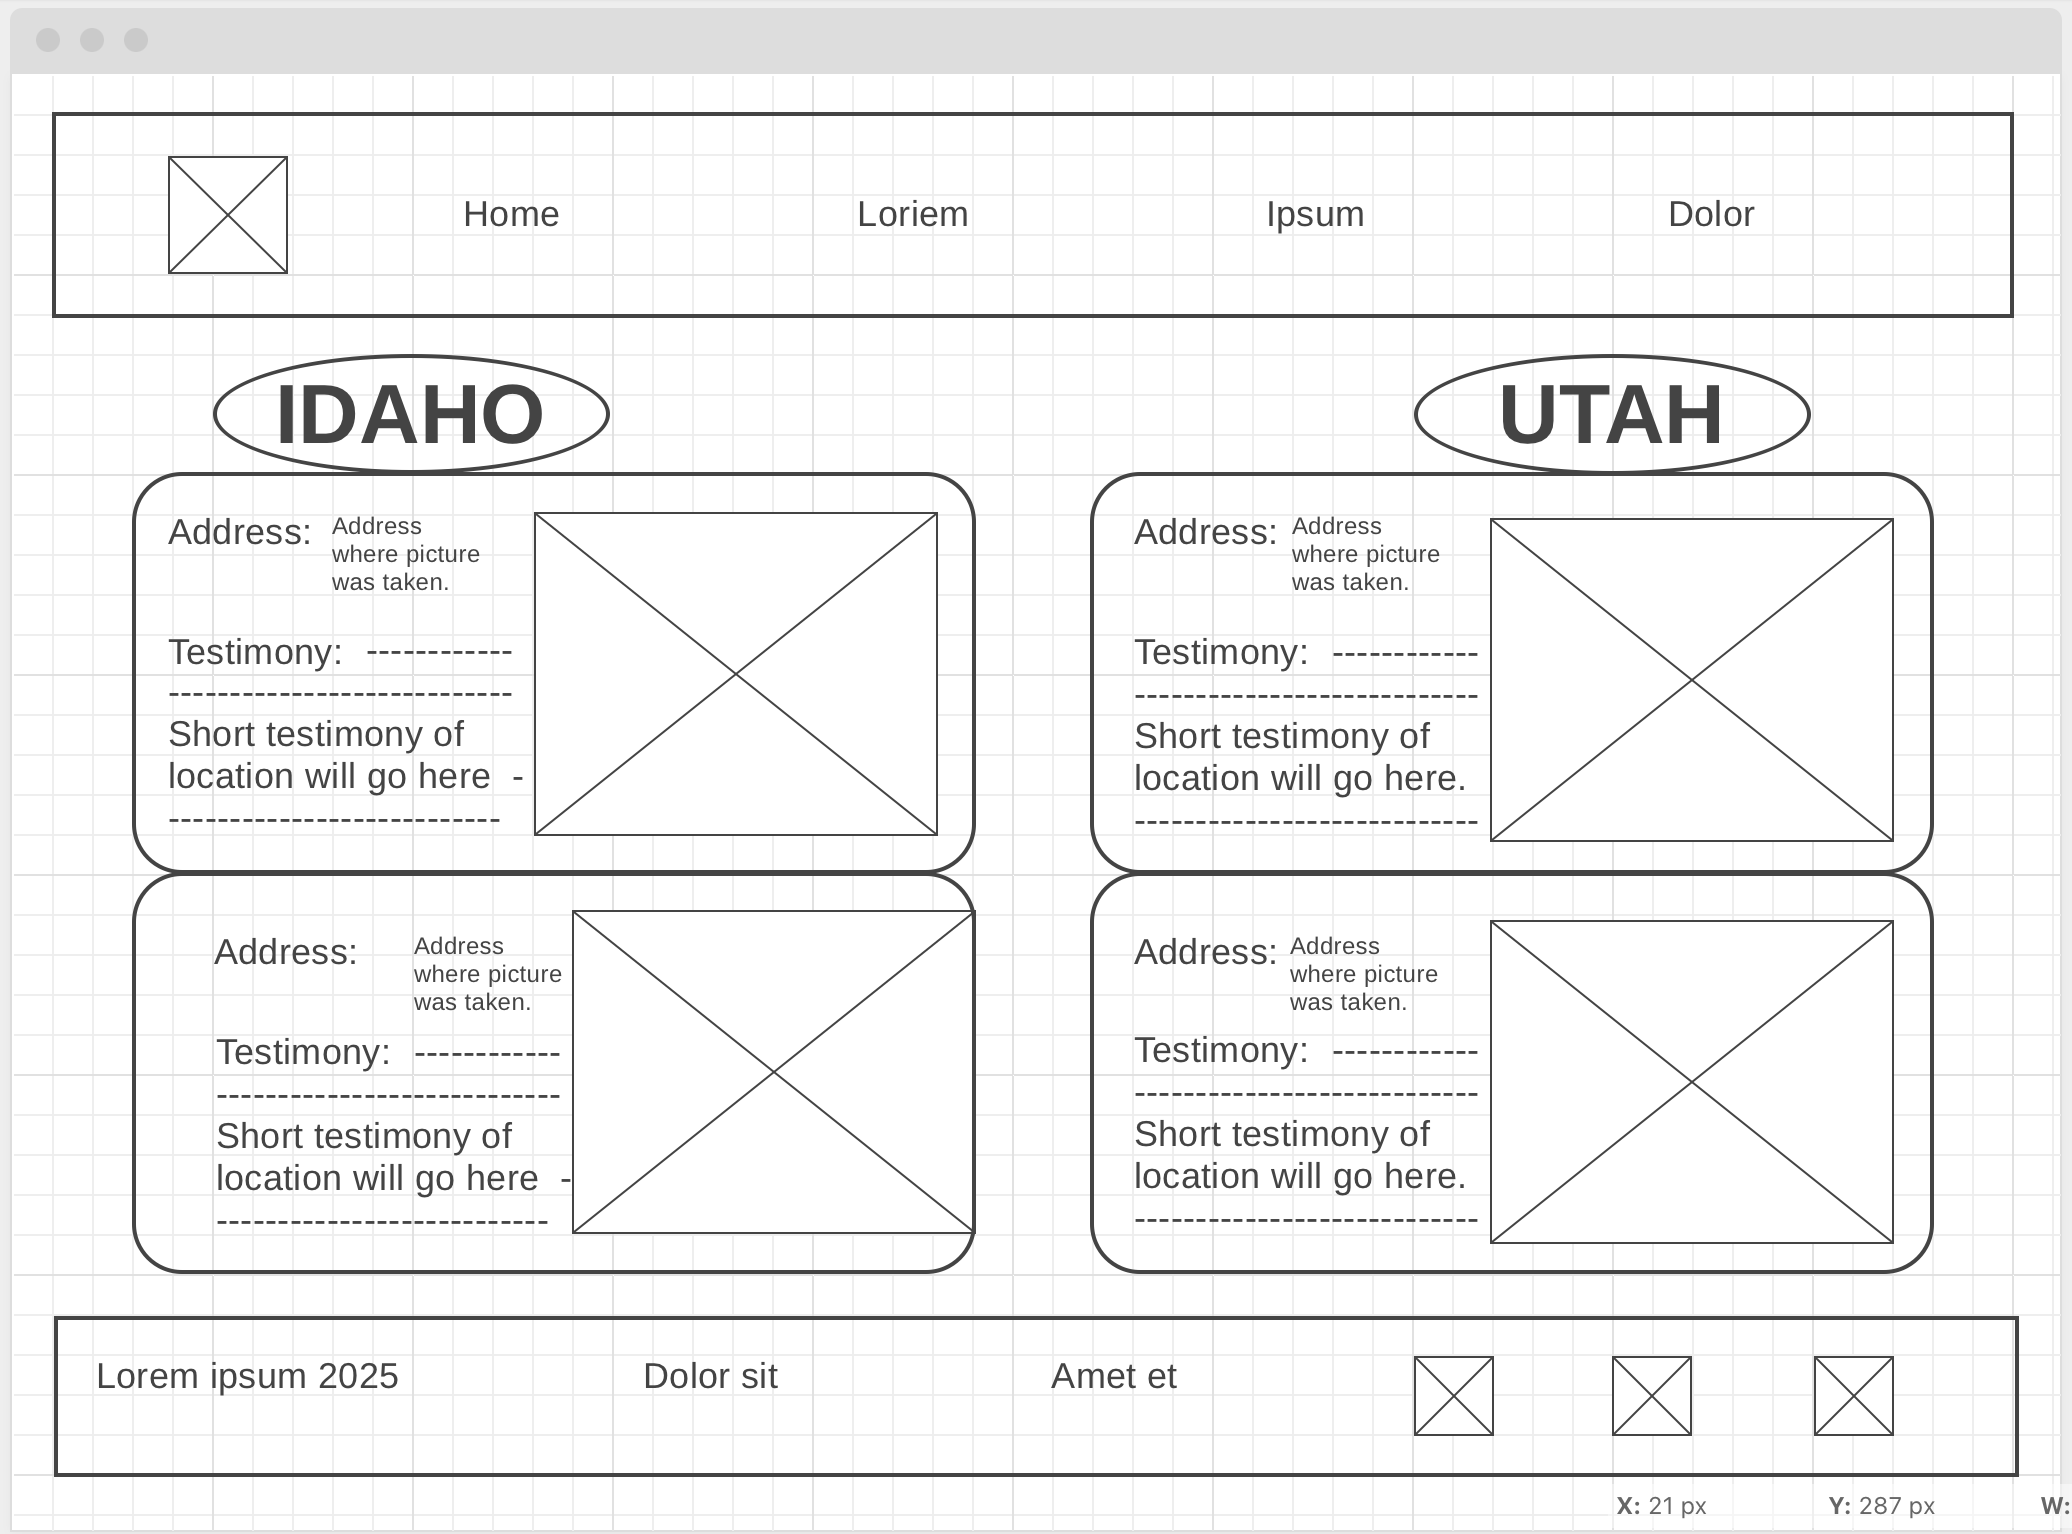 Home Loriem Ipsum Dolor
IDAHO
Address: Address
where picture
was taken.
Testimony: ------------
----------------------------
Short testimony of
location will go here -
---------------------------
Address: Address
where picture
was taken.
Testimony: ------------
----------------------------
Short testimony of
location will go here -
---------------------------
UTAH
Address: Address
where picture
was taken.
Testimony: ------------
----------------------------
Short testimony of
location will go here.
----------------------------
Address: Address
where picture
was taken.
Testimony: ------------
----------------------------
Short testimony of
location will go here.
----------------------------
Lorem ipsum 2025 Dolor sit Amet et
X: 21 px Y: 287 px W: